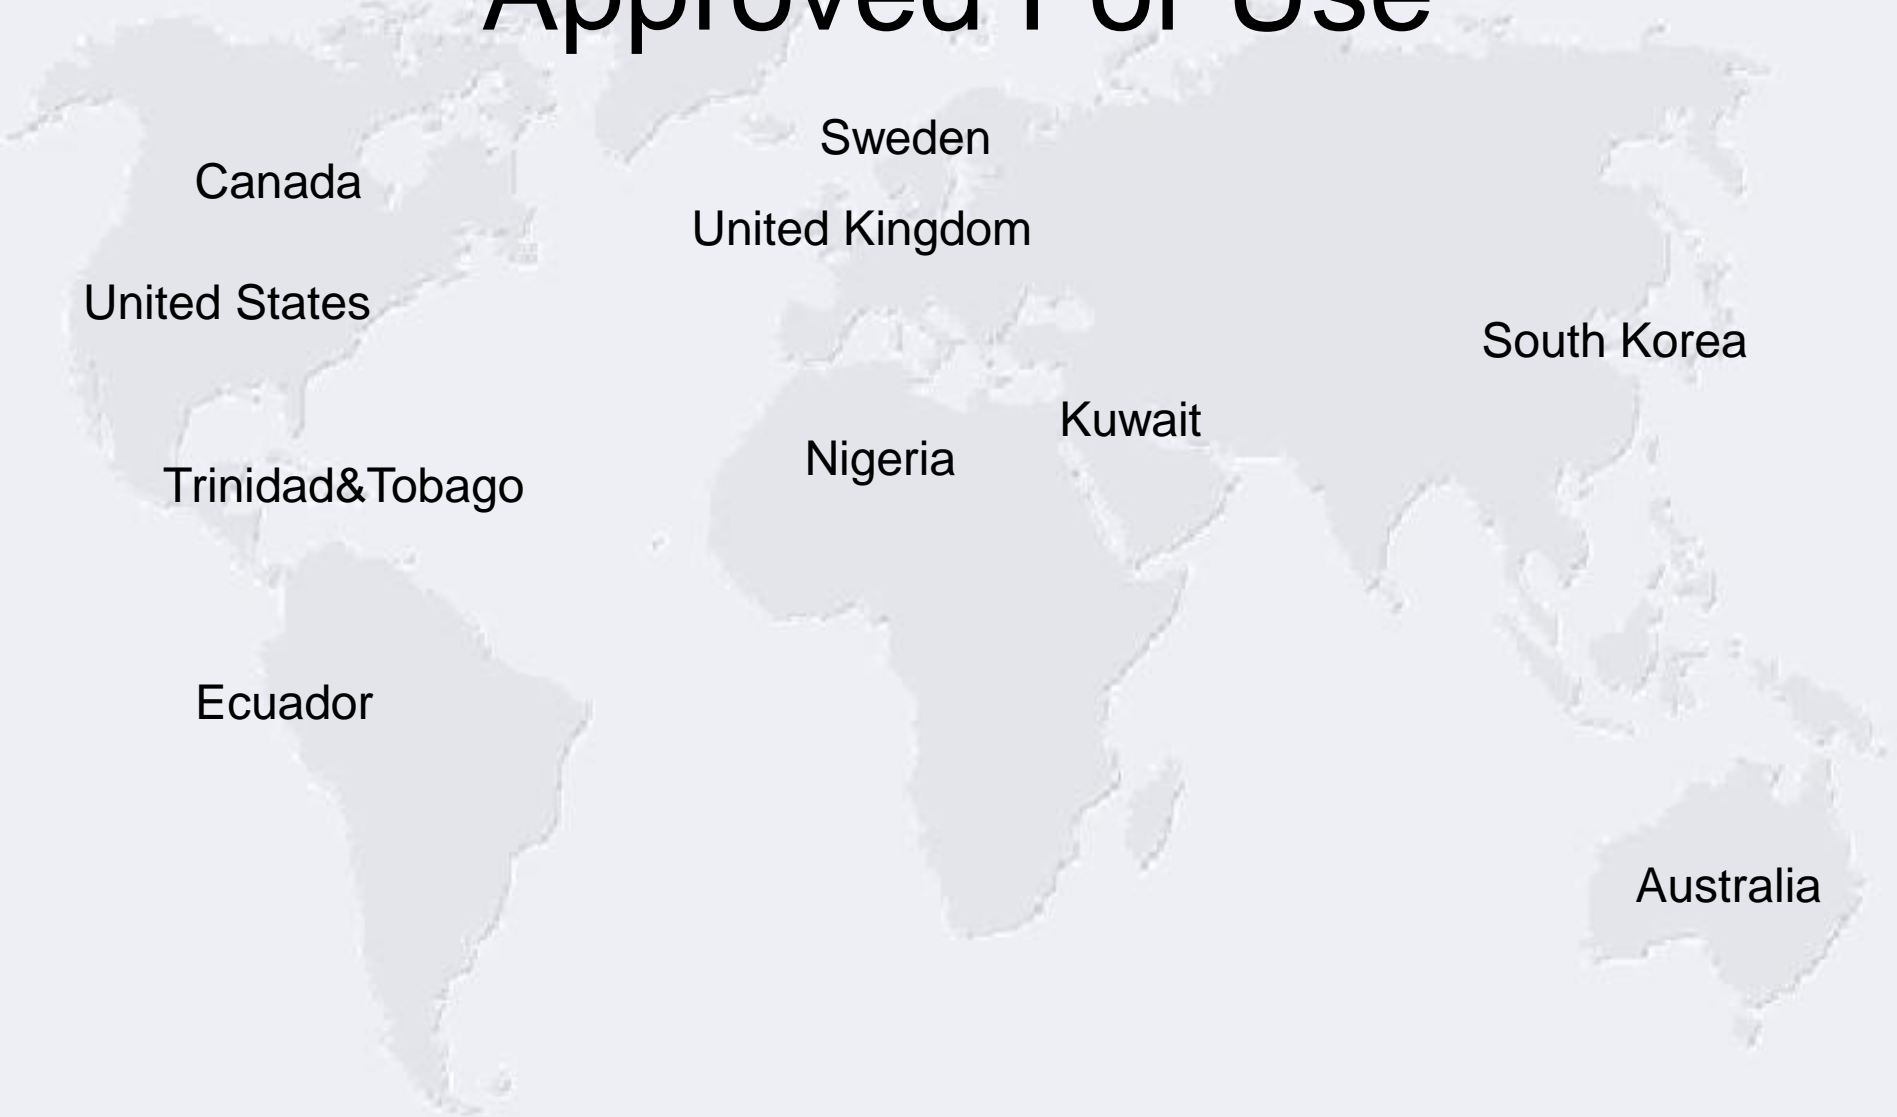 Approved For Use
Sweden
Canada
United Kingdom
United States
South Korea
Kuwait
Nigeria
Trinidad&Tobago
Ecuador
Australia